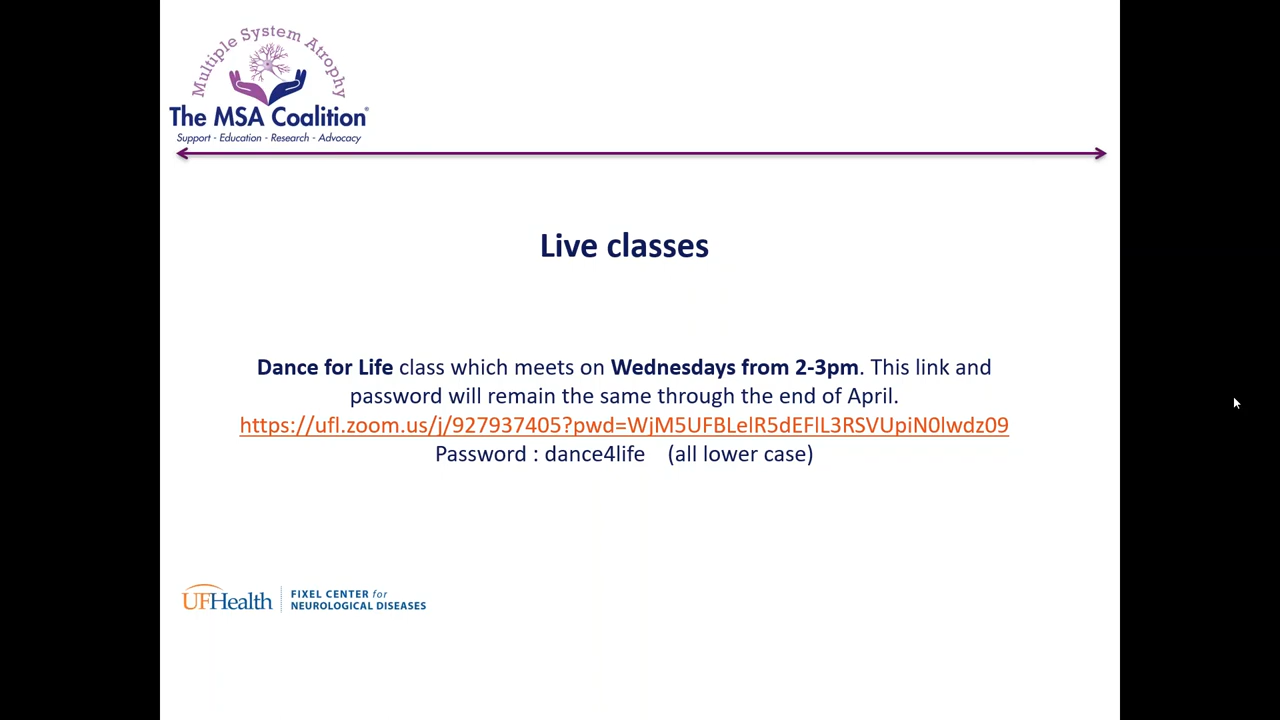 Multiple System Atrophy
The MSA Coalition®
Support - Education - Research - Advocacy
Live classes
Dance for Life class which meets on Wednesdays from 2-3pm. This link and
password will remain the same through the end of April.
https://ufl.zoom.us/j/927937405?pwd=WjM5UFBLelR5dEFlL3RSVUpiN0lwdz09
Password : dance4life (all lower case)
UFHealth
FIXEL CENTER for
NEUROLOGICAL DISEASES